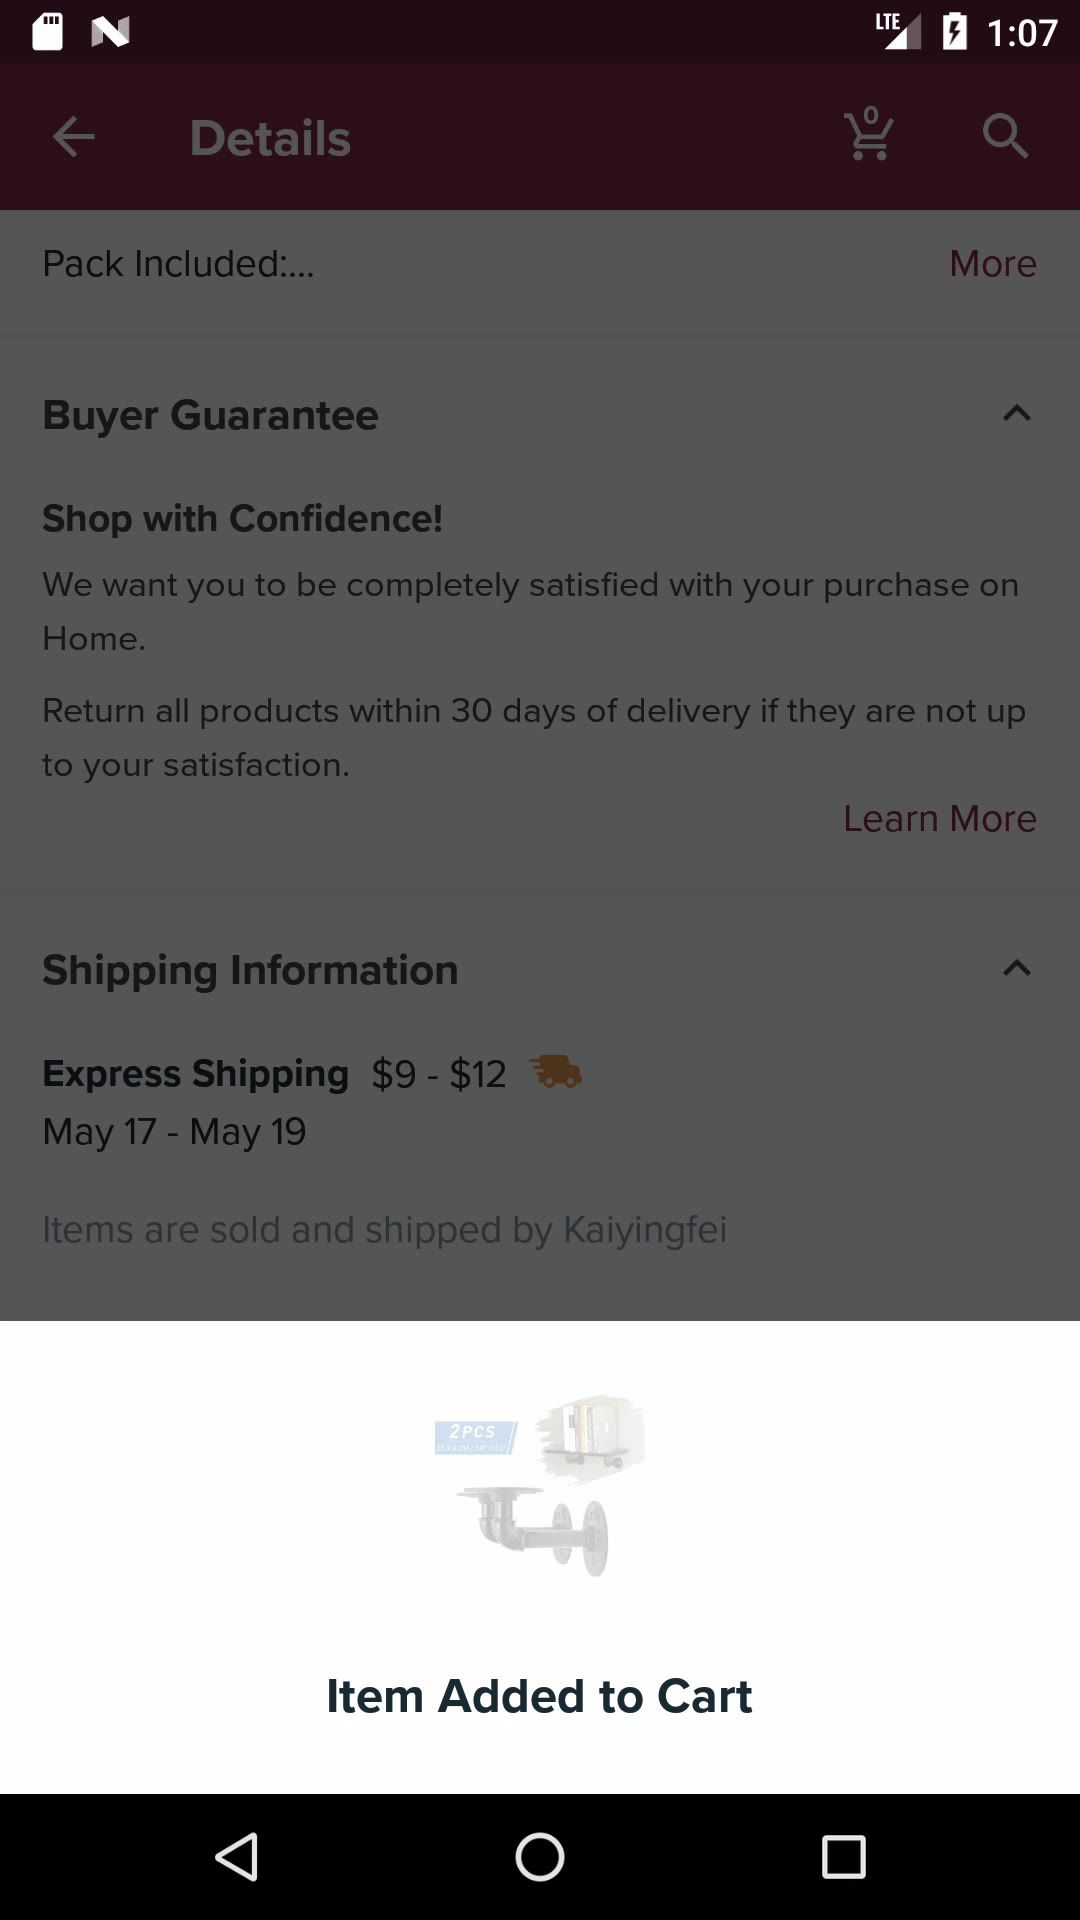 LTE 1:07
Details
0
Pack Included:...
More
Buyer Guarantee
Shop with Confidence!
We want you to be completely satisfied with your purchase on
Home.
Return all products within 30 days of delivery if they are not up
to your satisfaction.
Learn More
Shipping Information
Express Shipping $9 - $12
May 17 - May 19
Items are sold and shipped by Kaiyingfei
2PCS
Item Added to Cart